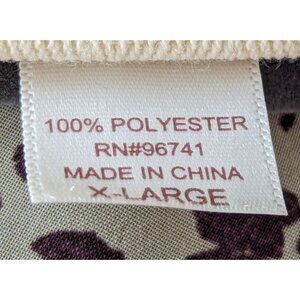 100% POLYESTER
RN#96741
MADE IN CHINA
X-LARGE